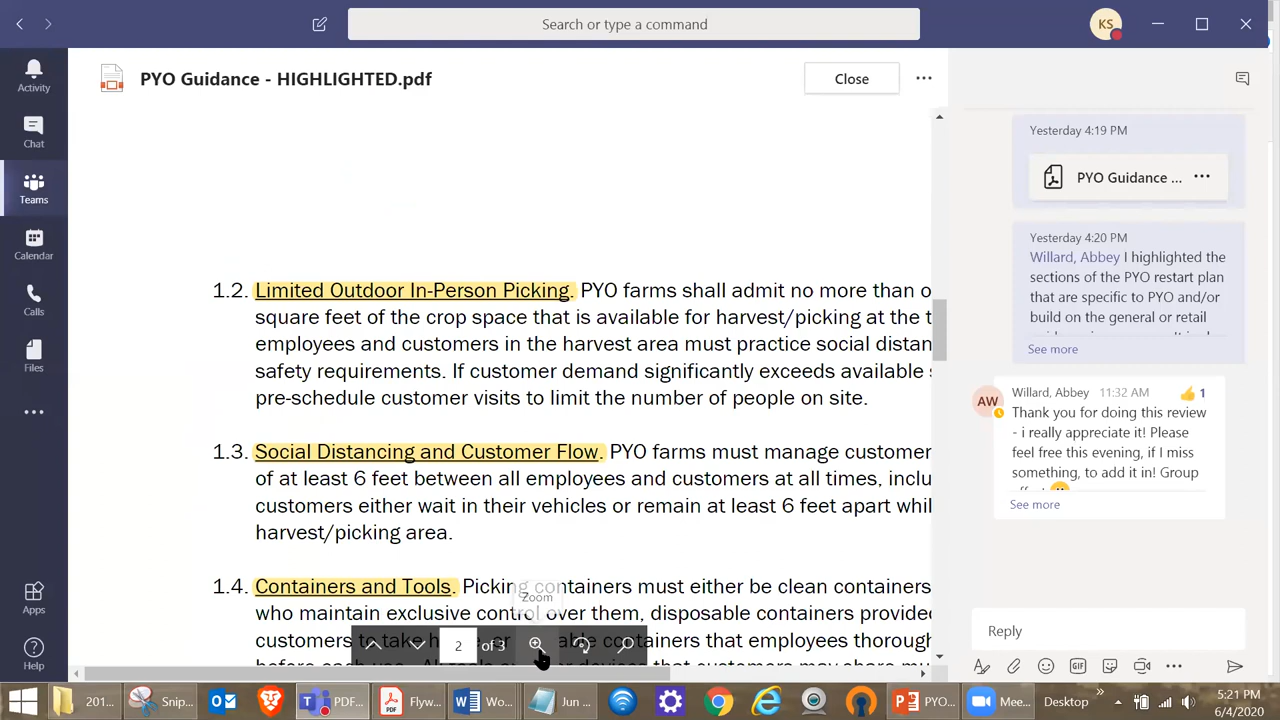 Search or type a command
KS
Activity
Chat
Teams
Calendar
Calls
Files
Apps
Help
PYO Guidance - HIGHLIGHTED.pdf
Close
1.2. Limited Outdoor In-Person Picking. PYO farms shall admit no more than o
square feet of the crop space that is available for harvest/picking at the t
employees and customers in the harvest area must practice social distan
safety requirements. If customer demand significantly exceeds available
pre-schedule customer visits to limit the number of people on site.
1.3. Social Distancing and Customer Flow. PYO farms must manage customer
of at least 6 feet between all employees and customers at all times, inclu
customers either wait in their vehicles or remain at least 6 feet apart whil
harvest/picking area.
1.4. Containers and Tools. Picking containers must either be clean containers
who maintain exclusive control over them, disposable containers provide
customers to take containers that employees thoroug
Zoom
2 of 3
Yesterday 4:19 PM
PYO Guidance ...
Yesterday 4:20 PM
Willard, Abbey I highlighted the
sections of the PYO restart plan
that are specific to PYO and/or
build on the general or retail
See more
AW
Willard, Abbey 11:32 AM 1
Thank you for doing this review
- i really appreciate it! Please
feel free this evening, if I miss
something, to add it in! Group
See more
Reply
GIF
201...
Snip...
PDF...
Flyw...
Wo...
Jun ...
PYO...
Mee...
Desktop
5:21 PM
6/4/2020